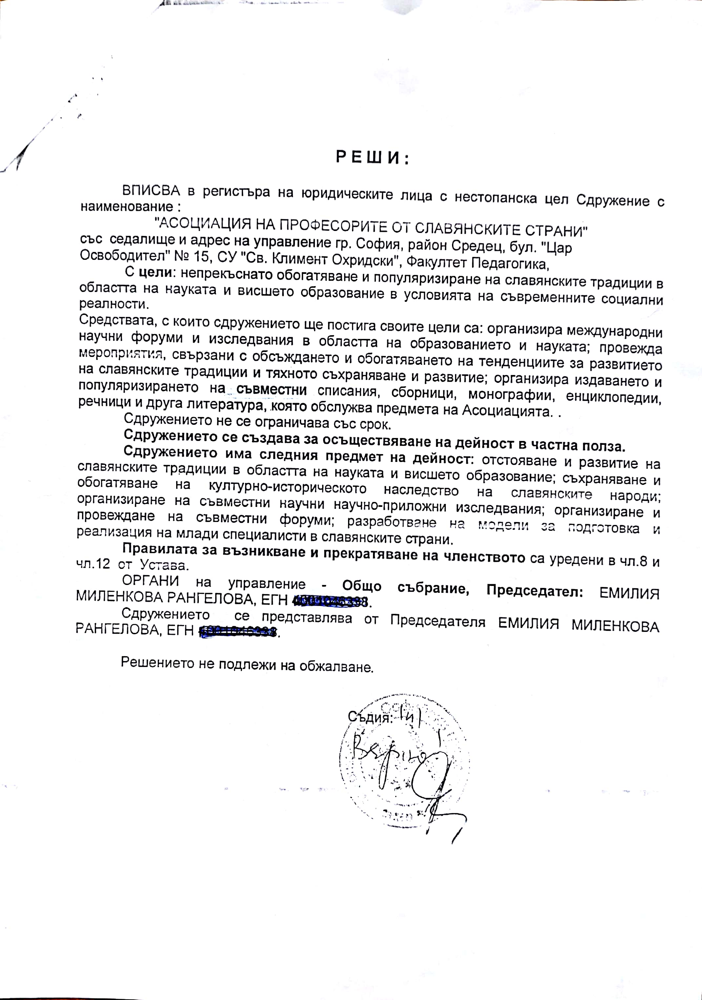 РЕШИ:
ВПИСВА в регистъра на юридическите лица с нестопанска цел Сдружение с
наименование :
"АСОЦИАЦИЯ НА ПРОФЕСОРИТЕ ОТ СЛАВЯНСКИТЕ СТРАНИ"
със седалище и адрес на управление гр. София, район Средец, бул. "Цар
Освободител" № 15, СУ "Св. Климент Охридски", Факултет Педагогика,
С цели: непрекъснато обогатяване и популяризиране на славянските традиции в
областта на науката и висшето образование в условията на съвременните социални
реалности.
Средствата, с които сдружението ще постига своите цели са: организира международни
научни форуми и изследвания в областта на образованието и науката; провежда
мероприятия, свързани с обсъждането и обогатяването на тенденциите за развитието
на славянските традиции и тяхното съхраняване и развитие; организира издаването и
популяризирането на съвместни списания, сборници, монографии, енциклопедии,
речници и друга литература, която обслужва предмета на Асоциацията. .
Сдружението не се ограничава със срок.
Сдружението се създава за осъществяване на дейност в частна полза.
Сдружението има следния предмет на дейност: отстояване и развитие на
славянските традиции в областта на науката и висшето образование; съхраняване и
обогатяване на културно-историческото наследство на славянските народи;
организиране на съвместни научни научно-приложни изследвания; организиране и
провеждане на съвместни форуми; разработване на модели за подготовка и
реализация на млади специалисти в славянските страни.
Правилата за възникване и прекратяване на членството са уредени в чл.8 и
чл.12 от Устава.
ОРГАНИ на управление - Общо събрание, Председател: ЕМИЛИЯ
МИЛЕНКОВА РАНГЕЛОВА, ЕГН
Сдружението се представлява от Председателя ЕМИЛИЯ МИЛЕНКОВА
РАНГЕЛОВА, ЕГН
Решението не подлежи на обжалване.
Съдия: /и/